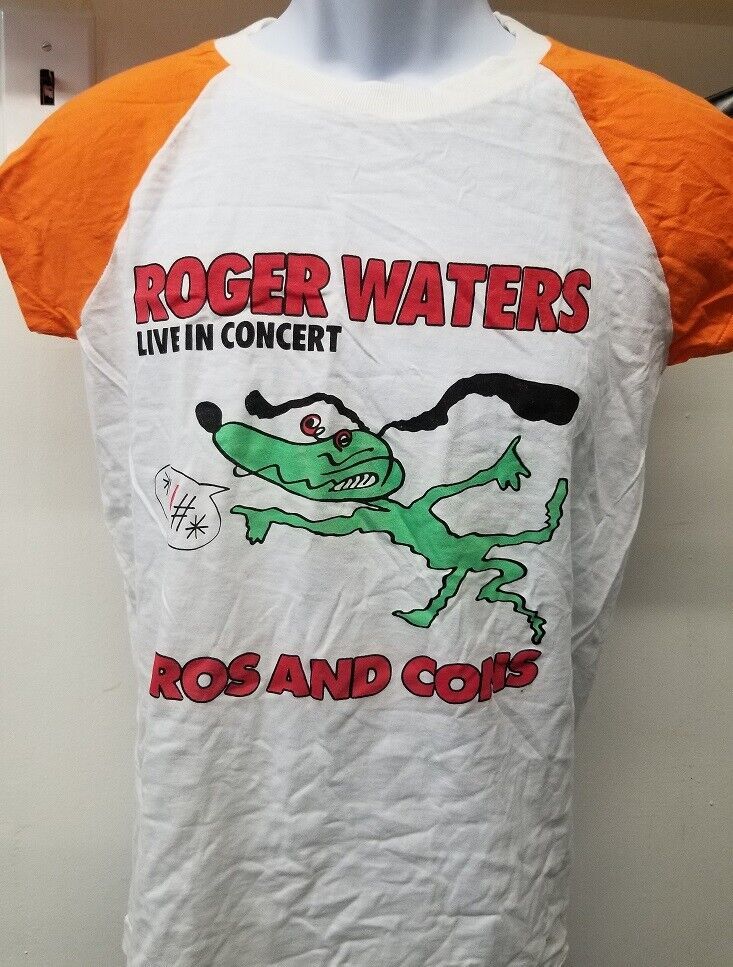 ROGER WATERS
LIVE IN CONCERT
!#*
ROS AND CONS